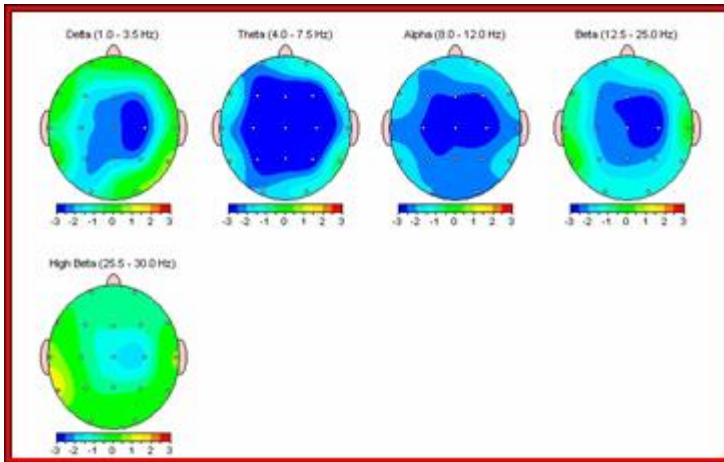 Delta (1.0 - 3.5 Hz)
Theta (4.0 - 7.5 Hz)
Alpha (8.0 - 12.0 Hz)
Beta (12.5 - 25.0 Hz)
-3 -2 -1 0 1 2 3
-3 -2 -1 0 1 2 3
-3 -2 -1 0 1 2 3
-3 -2 -1 0 1 2 3
High Beta (25.5 - 30.0 Hz)
-3 -2 -1 0 1 2 3